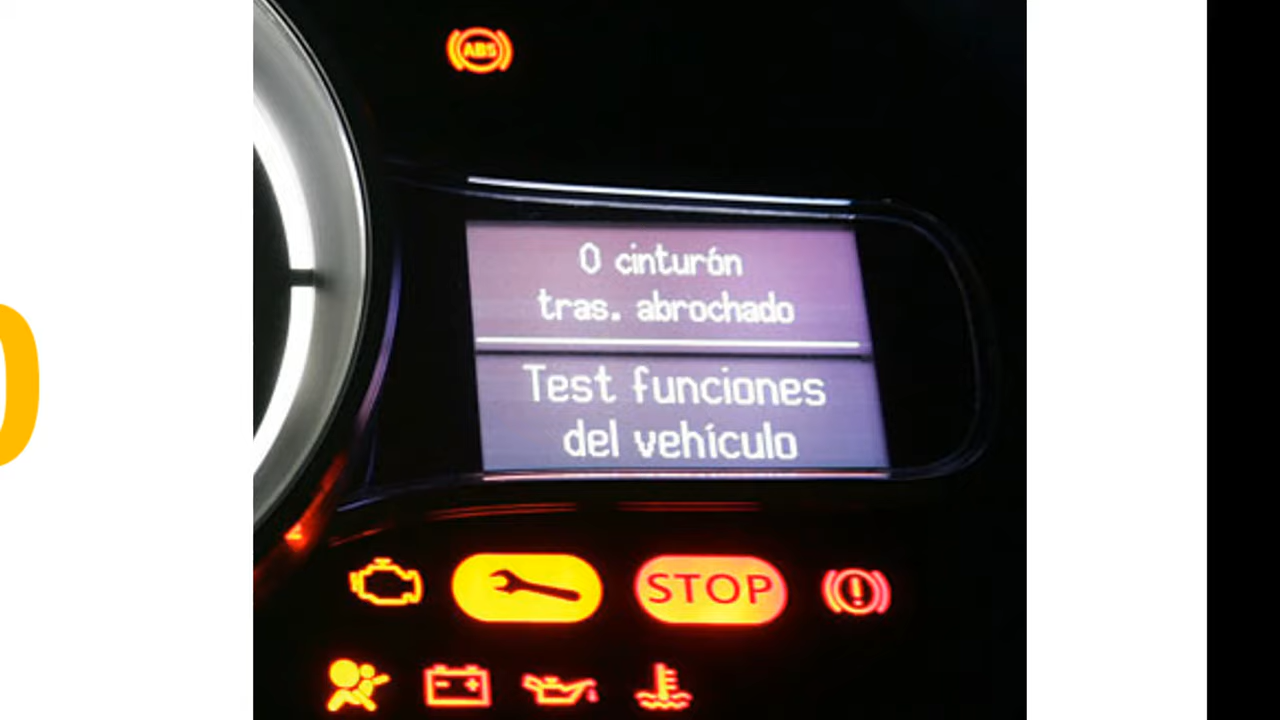 ABS
0 cinturón
tras. abrochado
Test funciones
del vehículo
STOP